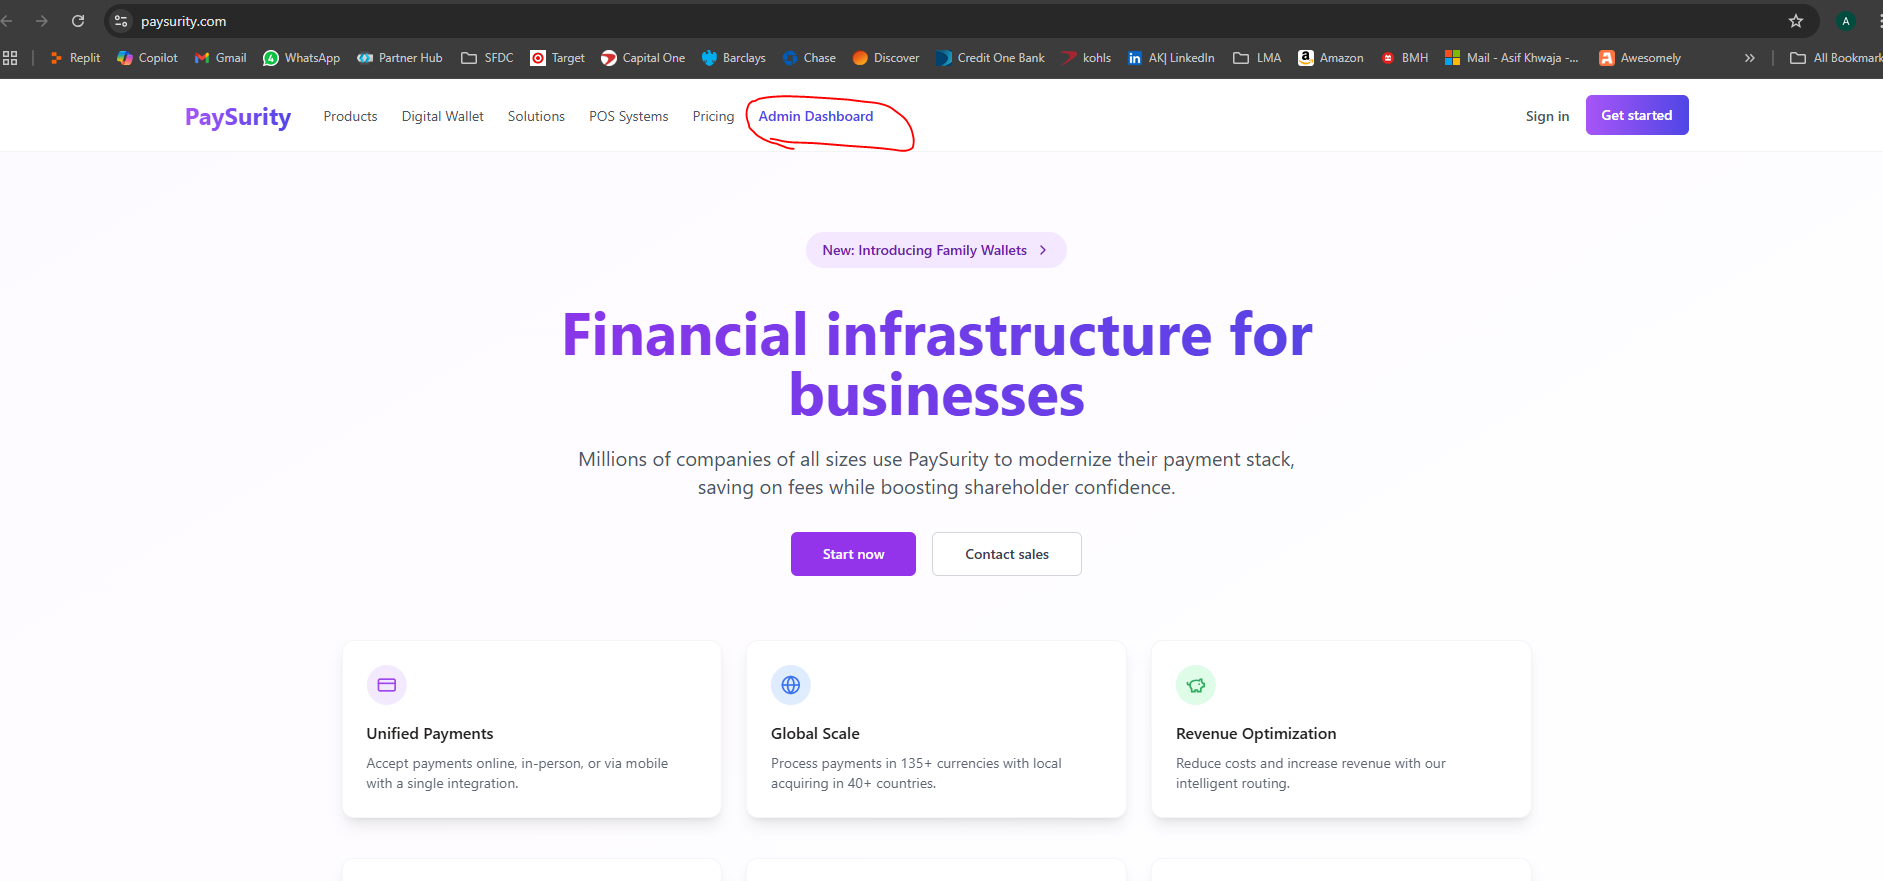 paysurity.com
A
Replit Copilot Gmail 4 WhatsApp Partner Hub SFDC Target Capital One Barclays Chase Discover Credit One Bank kohls in AK| LinkedIn LMA a Amazon BMH Mail - Asif Khwaja -... A Awesomely » All Bookmark
PaySurity Products Digital Wallet Solutions POS Systems Pricing Admin Dashboard Sign in Get started
New: Introducing Family Wallets
Financial infrastructure for
businesses
Millions of companies of all sizes use PaySurity to modernize their payment stack,
saving on fees while boosting shareholder confidence.
Start now Contact sales
Unified Payments
Accept payments online, in-person, or via mobile
with a single integration.
Global Scale
Process payments in 135+ currencies with local
acquiring in 40+ countries.
Revenue Optimization
Reduce costs and increase revenue with our
intelligent routing.